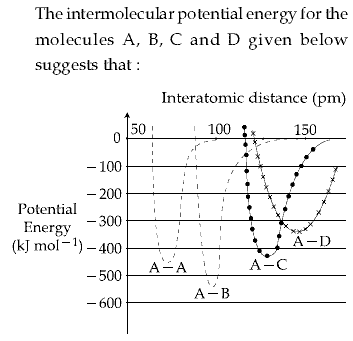 The intermolecular potential energy for the
molecules A, B, C and D given below
suggests that :
Interatomic distance (pm)
50 100 150
0
– 100
– 200
– 300
– 400
– 500
– 600
Potential
Energy
(kJ mol–1)
A – A
A – B
A – C
A – D